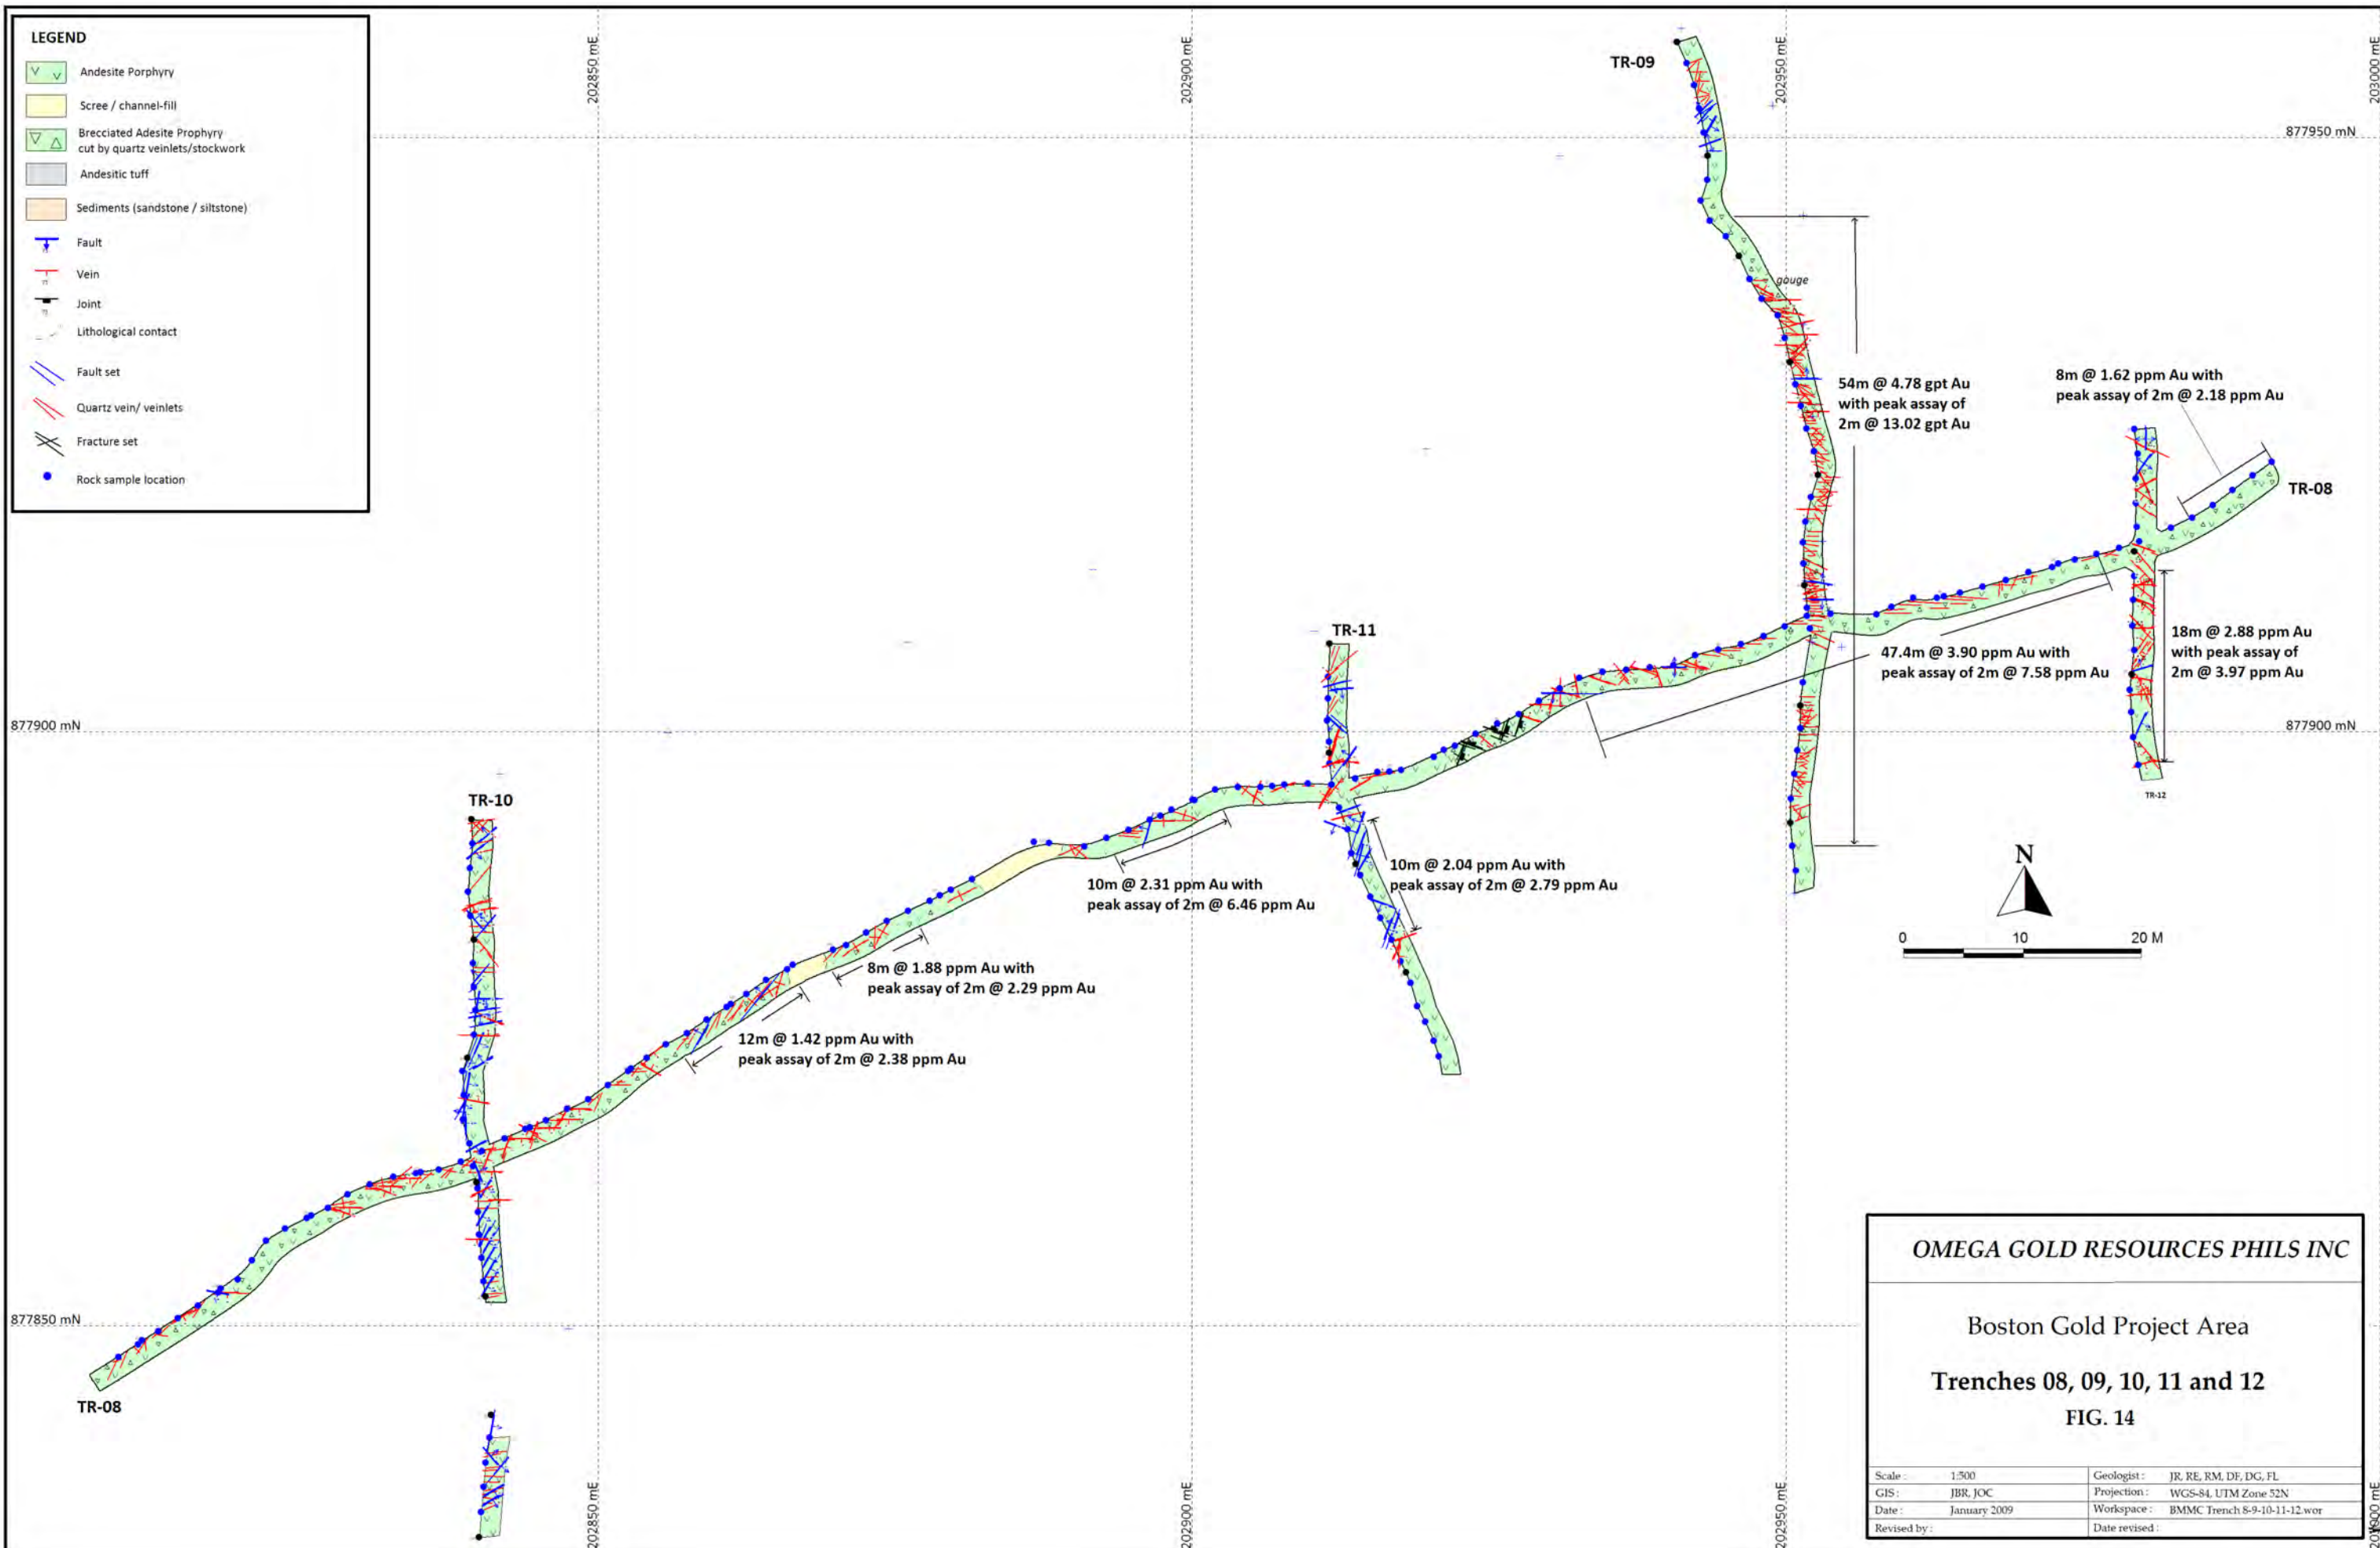 LEGEND
Andesite Porphyry
Scree / channel-fill
Brecciated Adesite Prophyry
cut by quartz veinlets/stockwork
Andesitic tuff
Sediments (sandstone / siltstone)
Fault
Vein
Joint
Lithological contact
Fault set
Quartz vein/ veinlets
Fracture set
Rock sample location
202850 mE
202900 mE
202950 mE
203000 mE
TR-09
877950 mN
gouge
54m @ 4.78 gpt Au
with peak assay of
2m @ 13.02 gpt Au
8m @ 1.62 ppm Au with
peak assay of 2m @ 2.18 ppm Au
TR-08
TR-11
18m @ 2.88 ppm Au
with peak assay of
2m @ 3.97 ppm Au
47.4m @ 3.90 ppm Au with
peak assay of 2m @ 7.58 ppm Au
877900 mN
877900 mN
TR-12
TR-10
10m @ 2.04 ppm Au with
peak assay of 2m @ 2.79 ppm Au
10m @ 2.31 ppm Au with
peak assay of 2m @ 6.46 ppm Au
N
0 10 20 M
8m @ 1.88 ppm Au with
peak assay of 2m @ 2.29 ppm Au
12m @ 1.42 ppm Au with
peak assay of 2m @ 2.38 ppm Au
877850 mN
TR-08
OMEGA GOLD RESOURCES PHILS INC
Boston Gold Project Area
Trenches 08, 09, 10, 11 and 12
FIG. 14
Scale : 1:500 Geologist : JR, RE, RM, DF, DG, FL
GIS : JBR, JOC Projection : WGS-84, UTM Zone 52N
Date : January 2009 Workspace : BMMC Trench 8-9-10-11-12.wor
Revised by : Date revised :
202850 mE
202900 mE
202950 mE